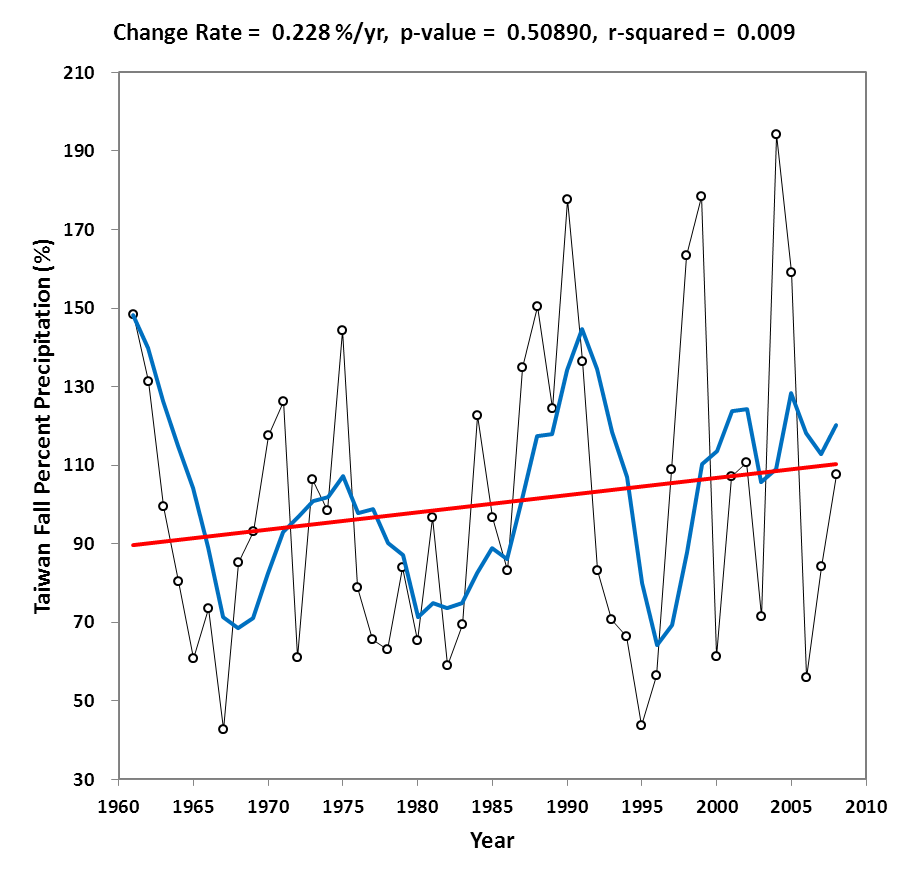 Change Rate = 0.228 %/yr, p-value = 0.50890, r-squared = 0.009
Taiwan Fall Percent Precipitation (%)
210
190
170
150
130
110
90
70
50
30
1960 1965 1970 1975 1980 1985 1990 1995 2000 2005 2010
Year